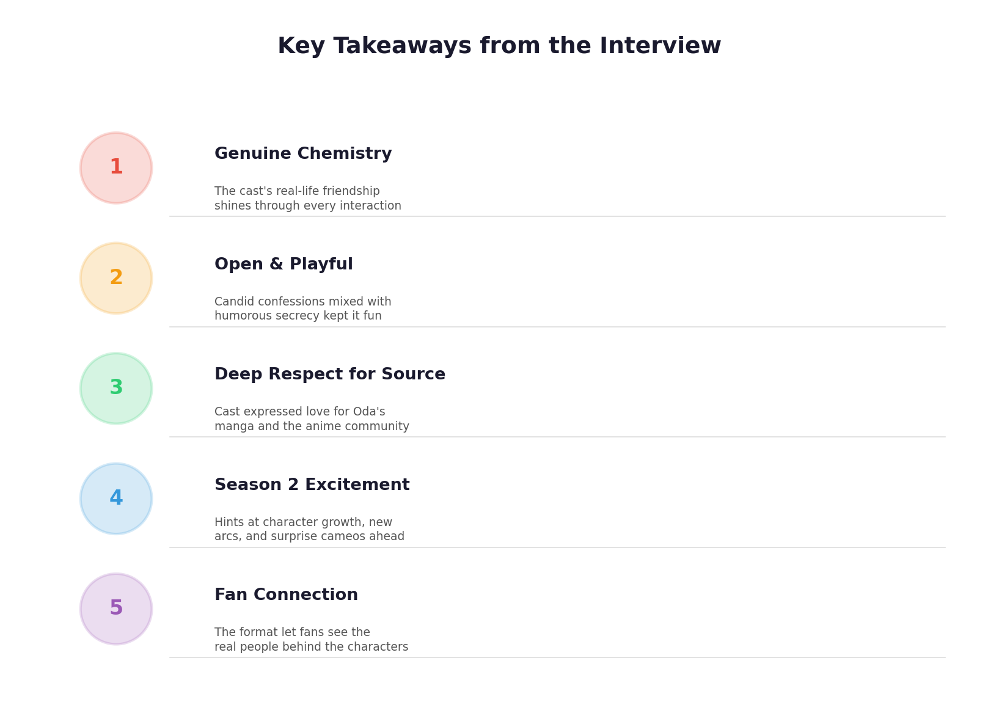 Key Takeaways from the Interview
1
Genuine Chemistry
The cast's real-life friendship
shines through every interaction
2
Open & Playful
Candid confessions mixed with
humorous secrecy kept it fun
3
Deep Respect for Source
Cast expressed love for Oda's
manga and the anime community
4
Season 2 Excitement
Hints at character growth, new
arcs, and surprise cameos ahead
5
Fan Connection
The format let fans see the
real people behind the characters